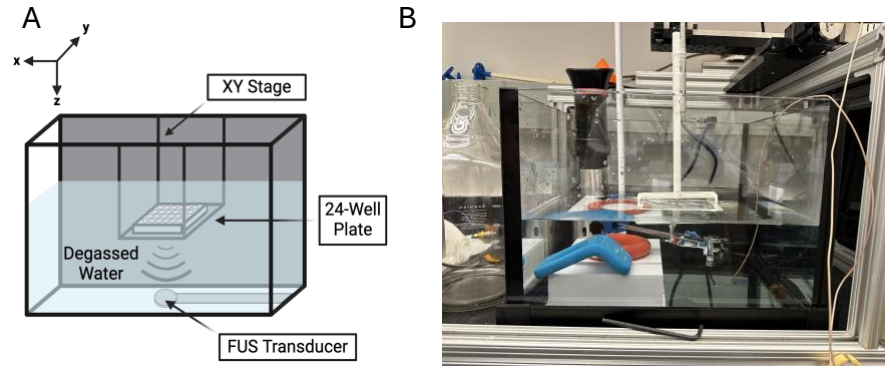 A
B
y
x
z
XY Stage
24-Well
Plate
Degassed
Water
FUS Transducer